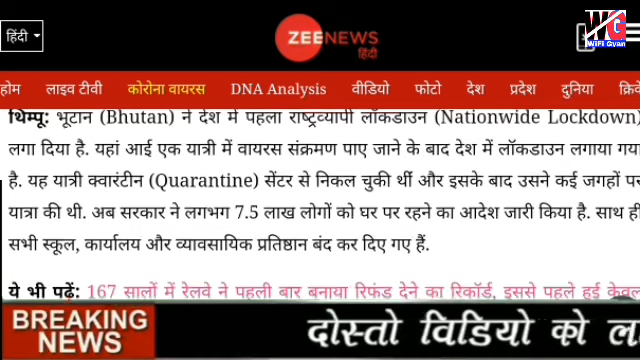 हिंदी
ZEENEWS
हिंदी
WiFi Gyan
होम लाइव टीवी कोरोना वायरस DNA Analysis वीडियो फोटो देश प्रदेश दुनिया
थिम्पू: भूटान (Bhutan) ने देश में पहला राष्ट्रव्यापी लॉकडाउन (Nationwide Lockdown)
लगा दिया है. यहां आई एक यात्री में वायरस संक्रमण पाए जाने के बाद देश में लॉकडाउन लगाया गया
है. यह यात्री क्वारंटीन (Quarantine) सेंटर से निकल चुकी थीं और इसके बाद उसने कई जगहों पर
यात्रा की थी. अब सरकार ने लगभग 7.5 लाख लोगों को घर पर रहने का आदेश जारी किया है. साथ ही
सभी स्कूल, कार्यालय और व्यावसायिक प्रतिष्ठान बंद कर दिए गए हैं.
ये भी पढ़ें: 167 सालों में रेलवे ने पहली बार बनाया रिफंड देने का रिकॉर्ड, इससे पहले हुई केवल
BREAKING
NEWS
दोस्तो विडियो को